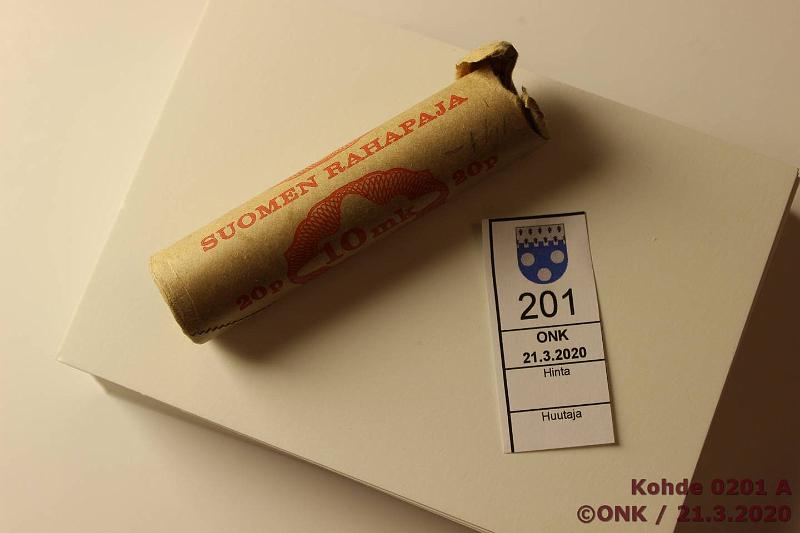 SUOMEN RAHAPAJA
20p 10 mk 20p
201
ONK
21.3.2020
Hinta
Huutaja
Kohde 0201 A
©ONK / 21.3.2020